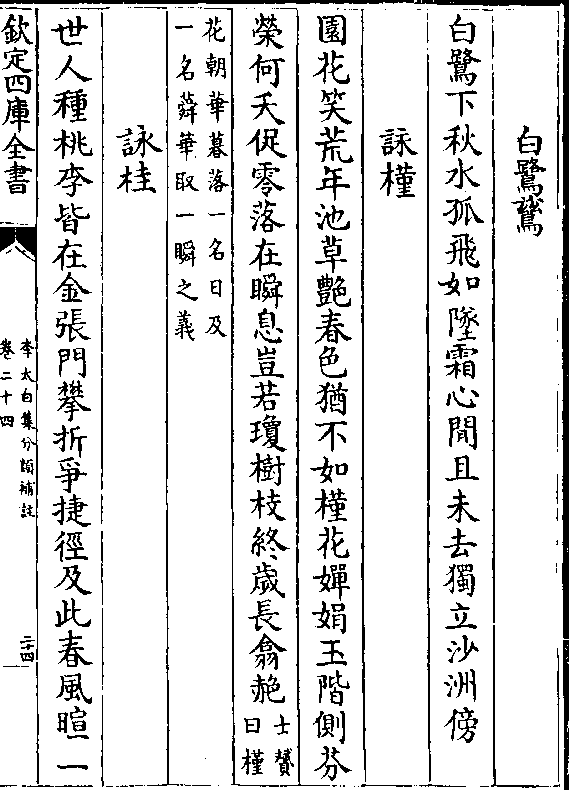 白鷺鷥
白鷺下秋水孤飛如墜霜心閒且未去獨立沙洲傍
詠槿
園花笑芳年池草艷春色猶不如槿花嬋娟玉階側芬
榮何夭促零落在瞬息豈若瓊樹枝終歲長翕赩士贇
曰槿
花朝華暮落一名日及
一名蕣華取一瞬之義
詠桂
世人種桃李皆在金張門攀折爭捷徑及此春風暄一
欽定四庫全書
李太白集分類補註
卷二十四
二十四